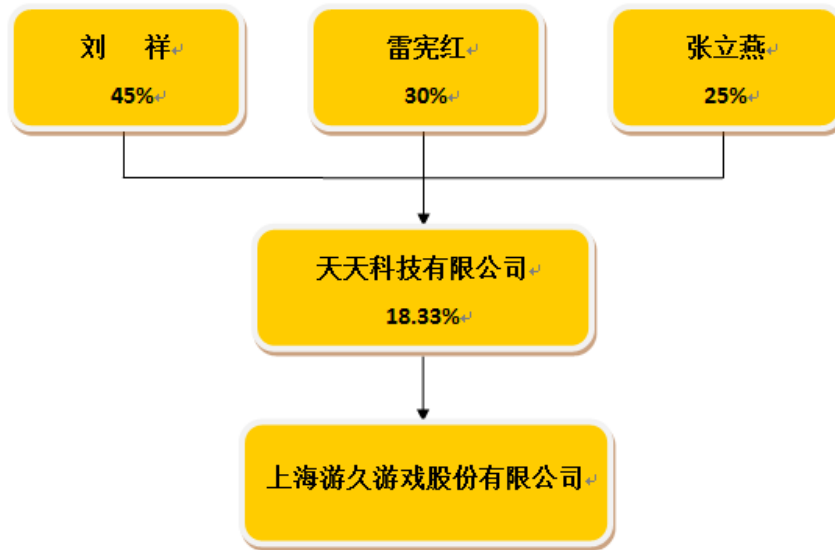 刘 祥
45%
雷宪红
30%
张立燕
25%
天天科技有限公司
18.33%
上海游久游戏股份有限公司